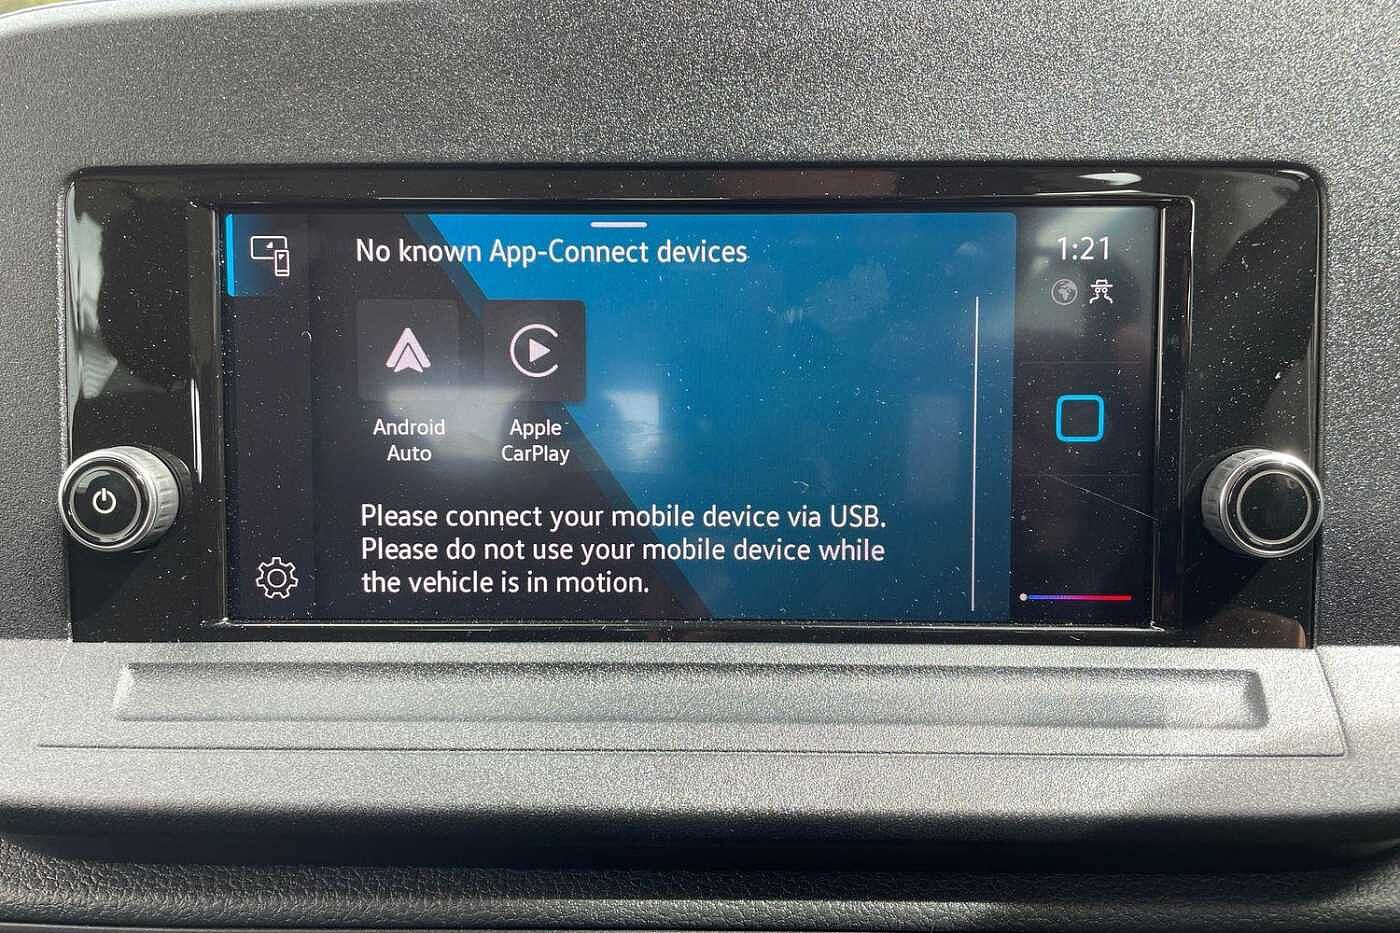 No known App-Connect devices
1:21
Android
Auto
Apple
CarPlay
Please connect your mobile device via USB.
Please do not use your mobile device while
the vehicle is in motion.